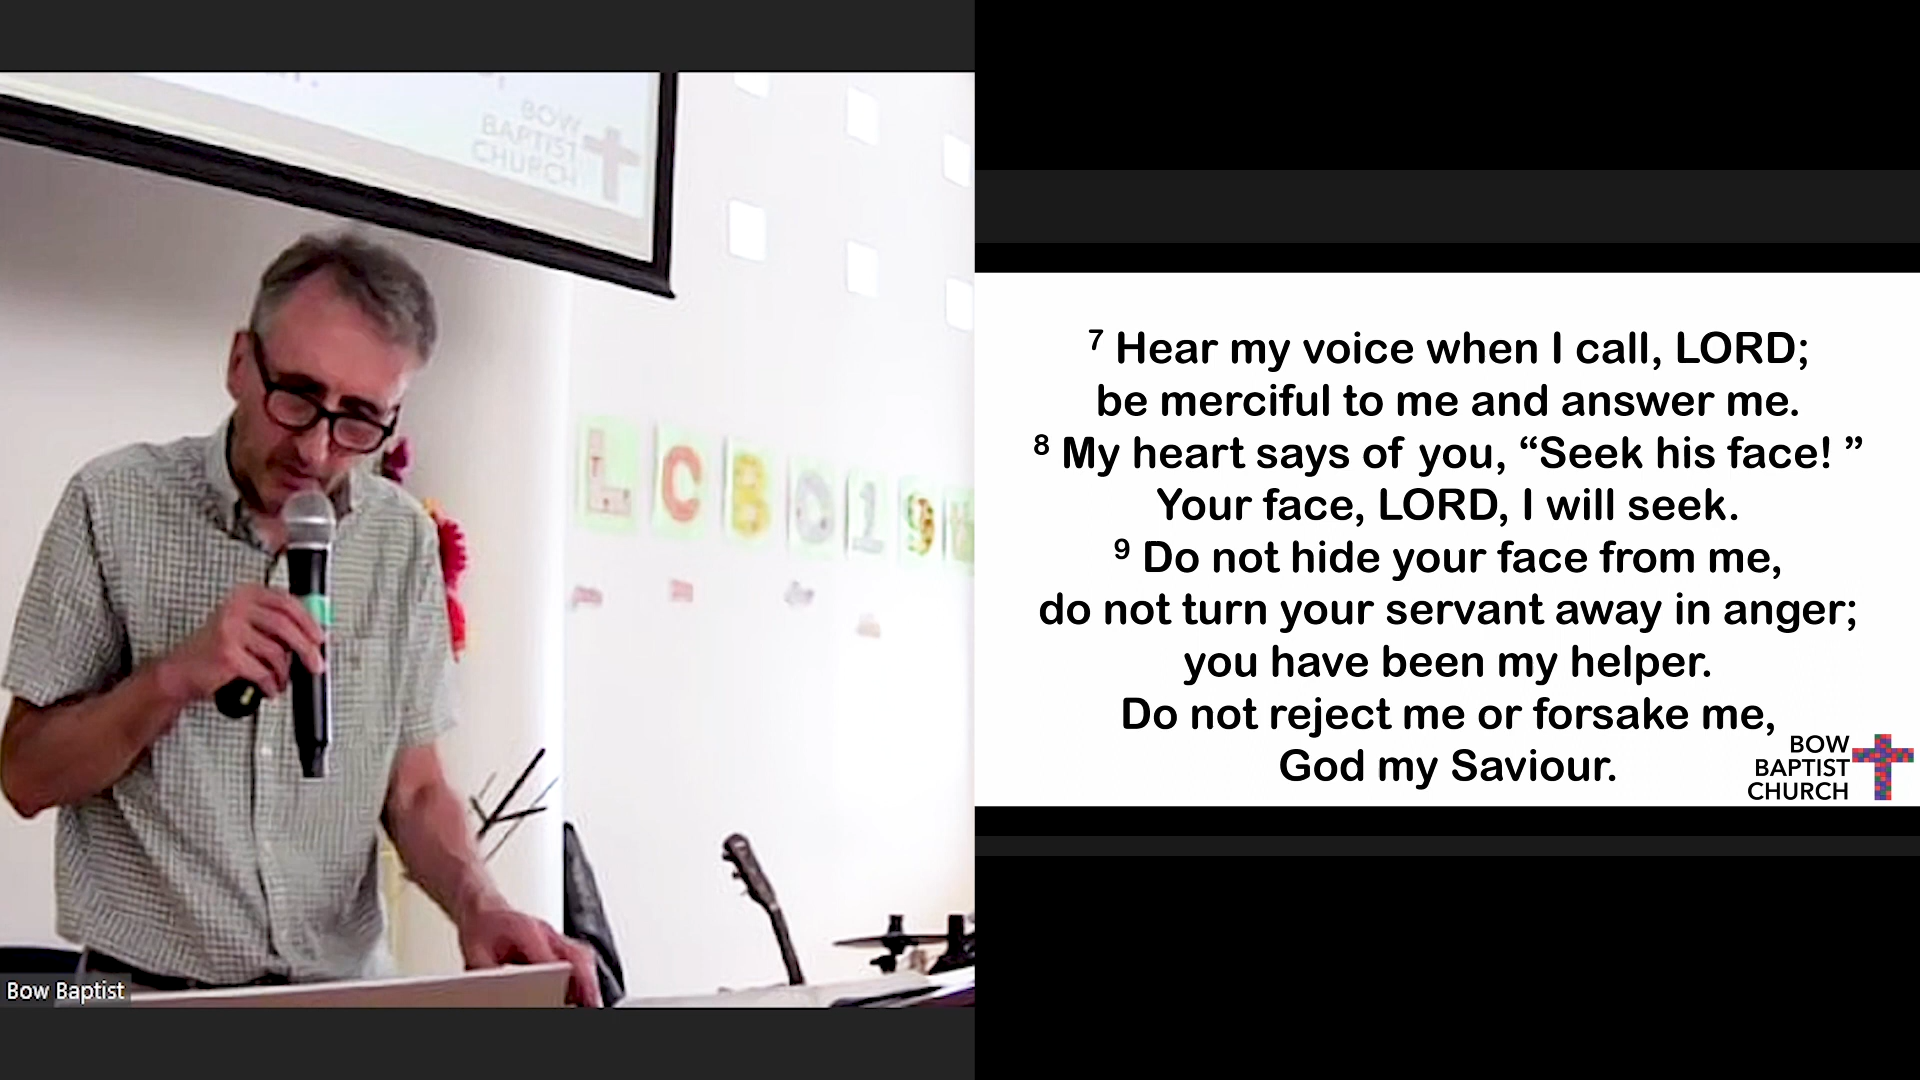 BOW
BAPTIST
CHURCH
LCBC19
Bow Baptist
⁷ Hear my voice when I call, LORD;
be merciful to me and answer me.
⁸ My heart says of you, “Seek his face! ”
Your face, LORD, I will seek.
⁹ Do not hide your face from me,
do not turn your servant away in anger;
you have been my helper.
Do not reject me or forsake me,
God my Saviour.
BOW
BAPTIST
CHURCH